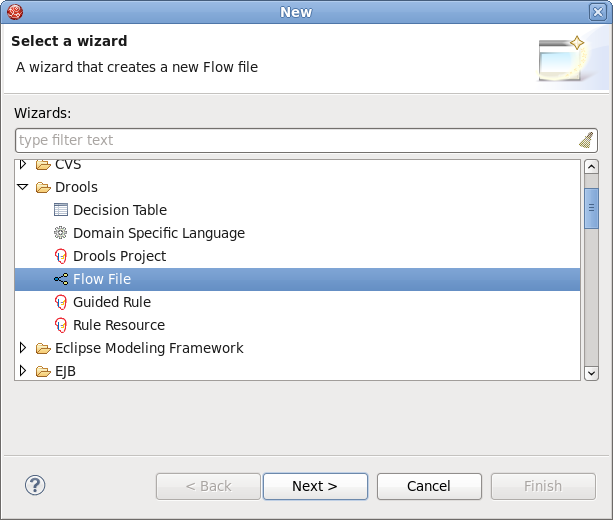 New
Select a wizard
A wizard that creates a new Flow file
Wizards:
type filter text
CVS
Drools
Decision Table
Domain Specific Language
Drools Project
Flow File
Guided Rule
Rule Resource
Eclipse Modeling Framework
EJB
?
< Back
Next >
Cancel
Finish